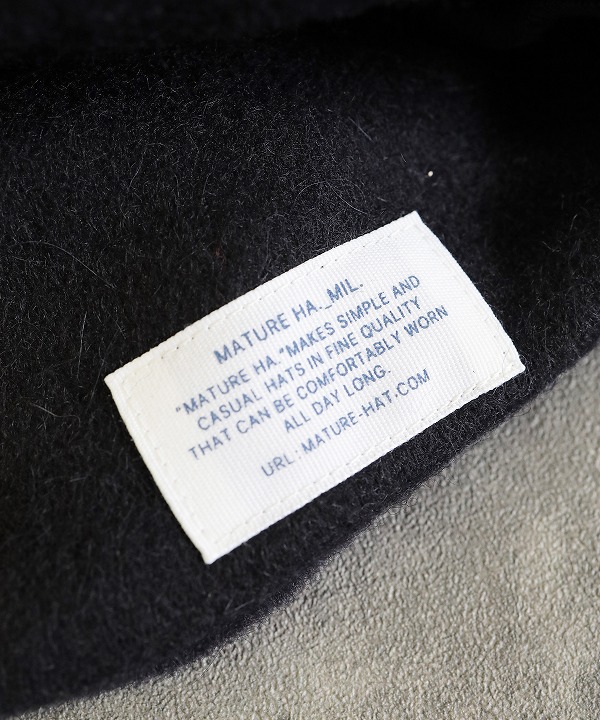 MATURE HA._MIL.
"MATURE HA."MAKES SIMPLE AND
CASUAL HATS IN FINE QUALITY
THAT CAN BE COMFORTABLY WORN
ALL DAY LONG.
URL: MATURE-HAT.COM